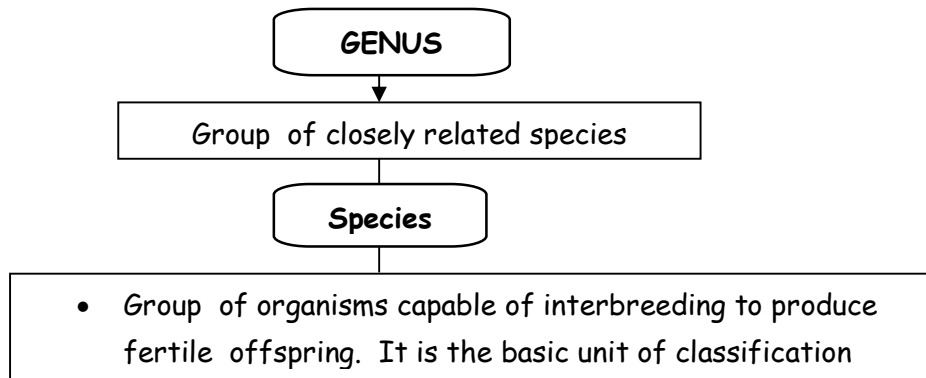 GENUS
Group of closely related species
Species
• Group of organisms capable of interbreeding to produce
fertile offspring. It is the basic unit of classification